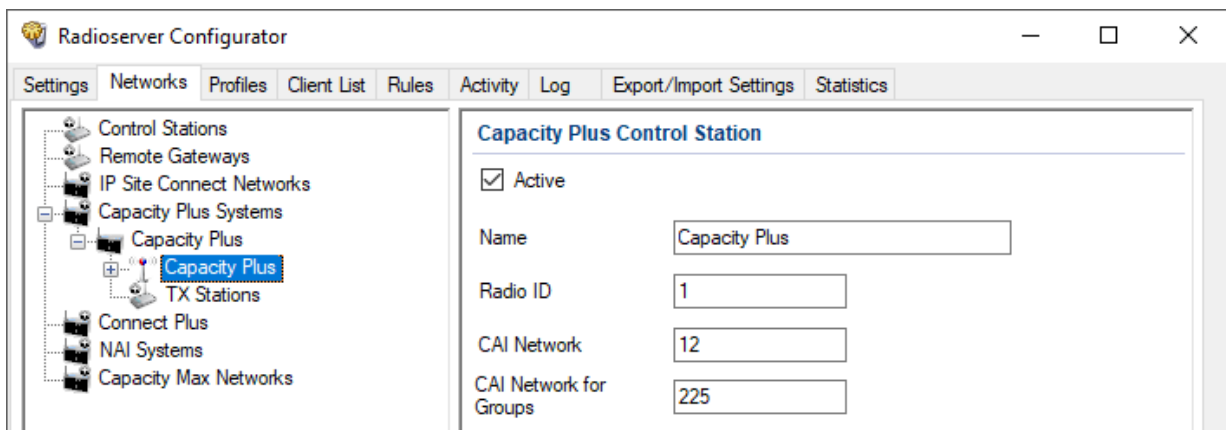 Radioserver Configurator
Settings Networks Profiles Client List Rules Activity Log Export/Import Settings Statistics
Control Stations
Remote Gateways
IP Site Connect Networks
Capacity Plus Systems
Capacity Plus
Capacity Plus
TX Stations
Connect Plus
NAI Systems
Capacity Max Networks
Capacity Plus Control Station
Active
Name Capacity Plus
Radio ID 1
CAI Network 12
CAI Network for
Groups 225